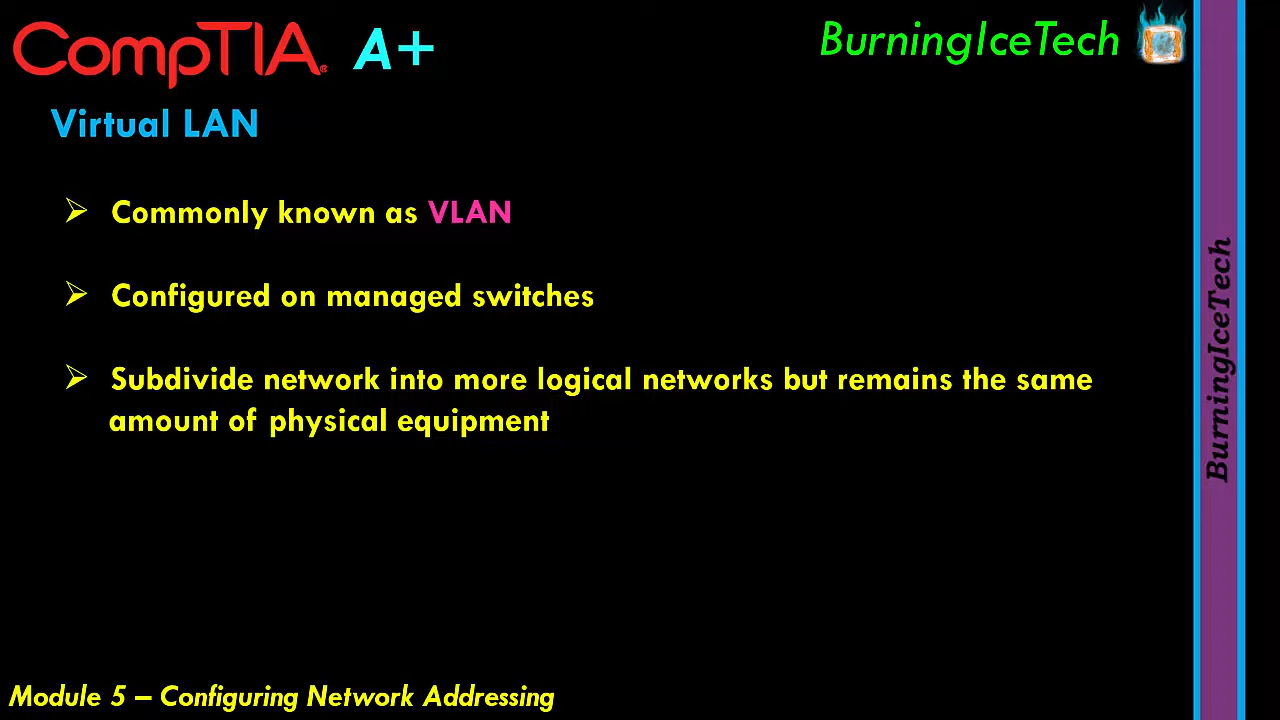 CompTIA® A+
BurningIceTech
Virtual LAN
➢ Commonly known as VLAN
➢ Configured on managed switches
➢ Subdivide network into more logical networks but remains the same
amount of physical equipment
BurningIceTech
Module 5 – Configuring Network Addressing